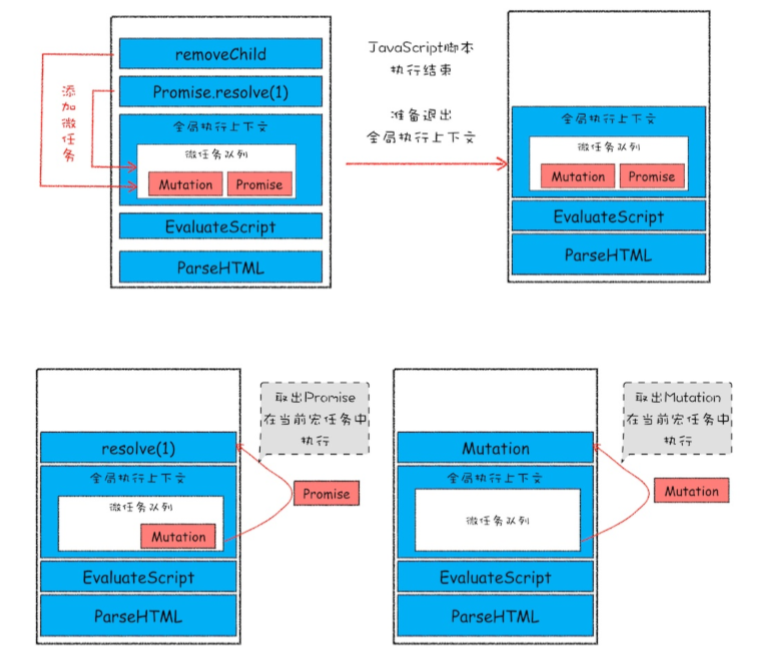 removeChild
Promise.resolve(1)
添加微任务
全局执行上下文
微任务队列
Mutation
Promise
EvaluateScript
ParseHTML
JavaScript脚本
执行结束
准备退出
全局执行上下文
全局执行上下文
微任务队列
Mutation
Promise
EvaluateScript
ParseHTML
取出Promise
在当前宏任务中
执行
resolve(1)
全局执行上下文
微任务队列
Mutation
Promise
EvaluateScript
ParseHTML
取出Mutation
在当前宏任务中
执行
Mutation
全局执行上下文
微任务队列
Mutation
EvaluateScript
ParseHTML